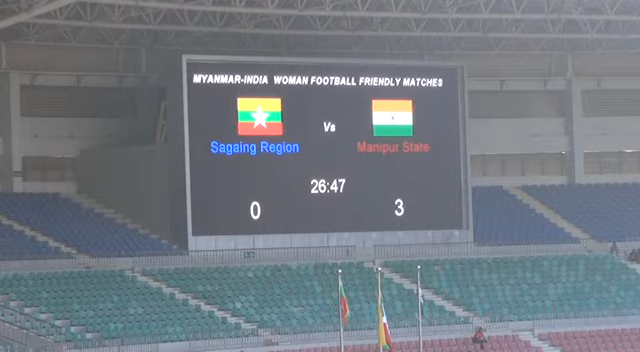 MYANMAR-INDIA WOMAN FOOTBALL FRIENDLY MATCHES
Vs
Sagaing Region Manipur State
26:47
0 3